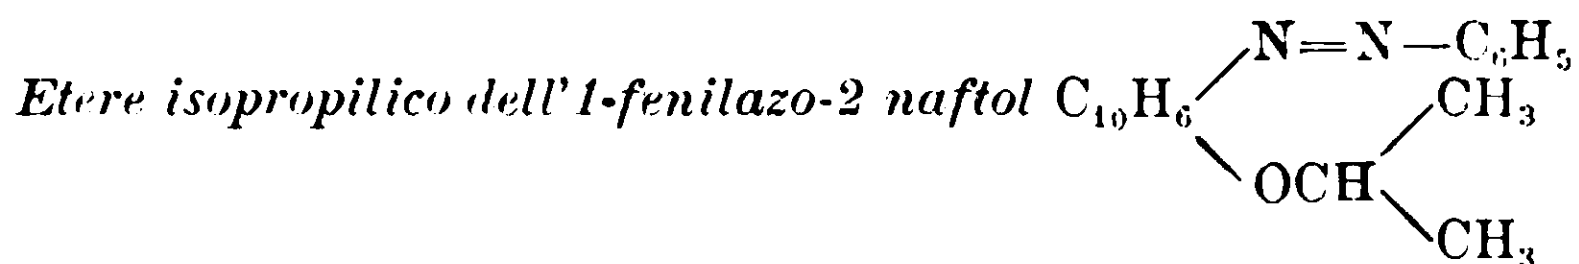 N=N—C₆H₅
Etere isopropilico dell'1-fenilazo-2 naftol C₁₀H₆ CH₃
OCH
CH₃